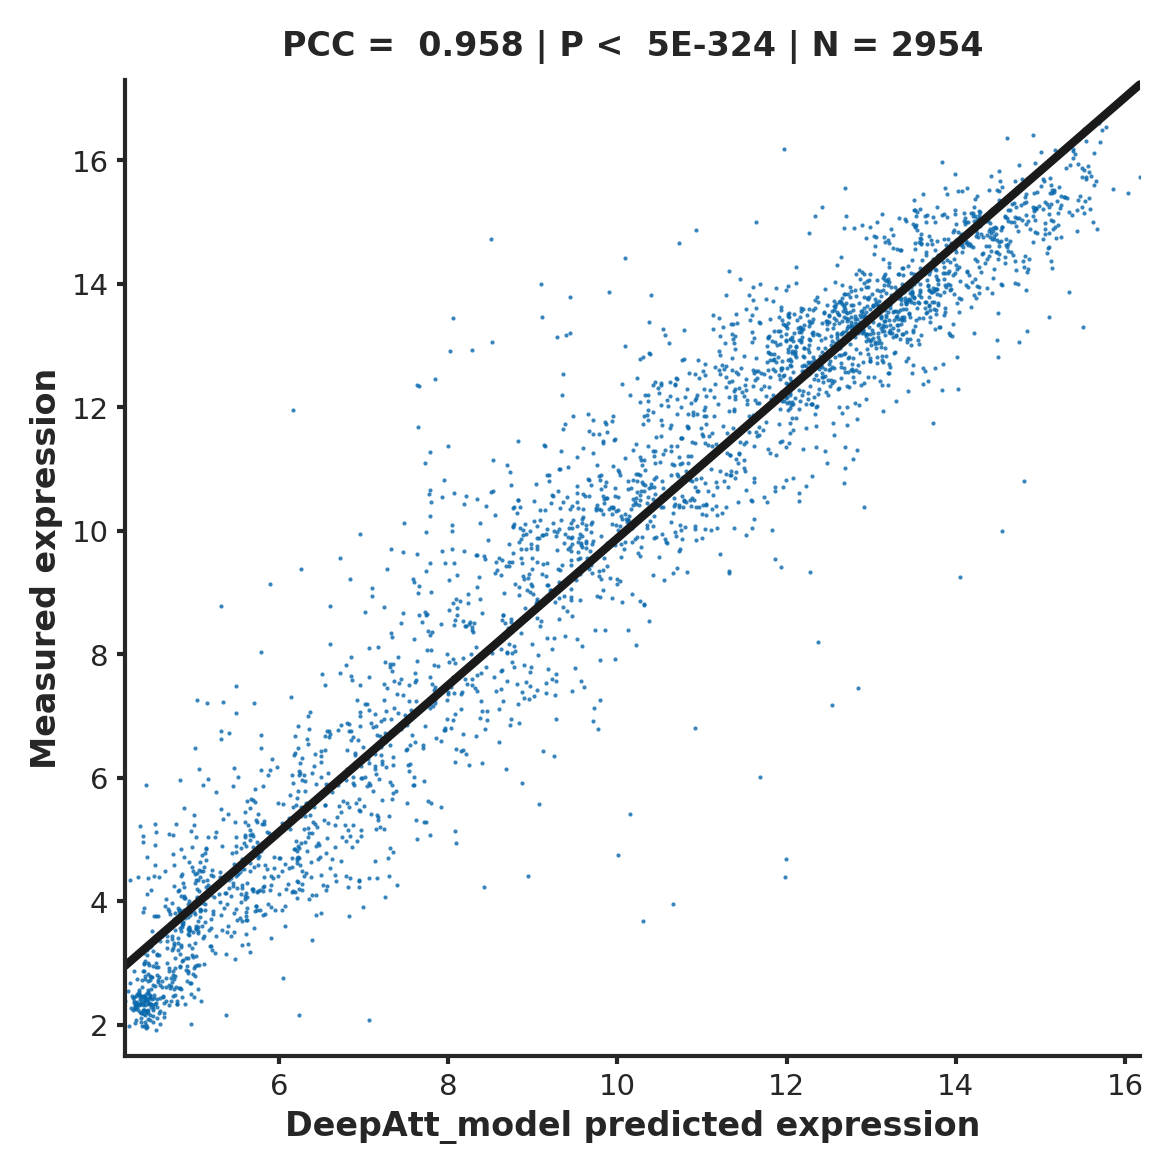 PCC =  0.958 | P <  5E-324 | N = 2954
Measured expression
16
14
12
10
8
6
4
2
6 8 10 12 14 16
DeepAtt_model predicted expression